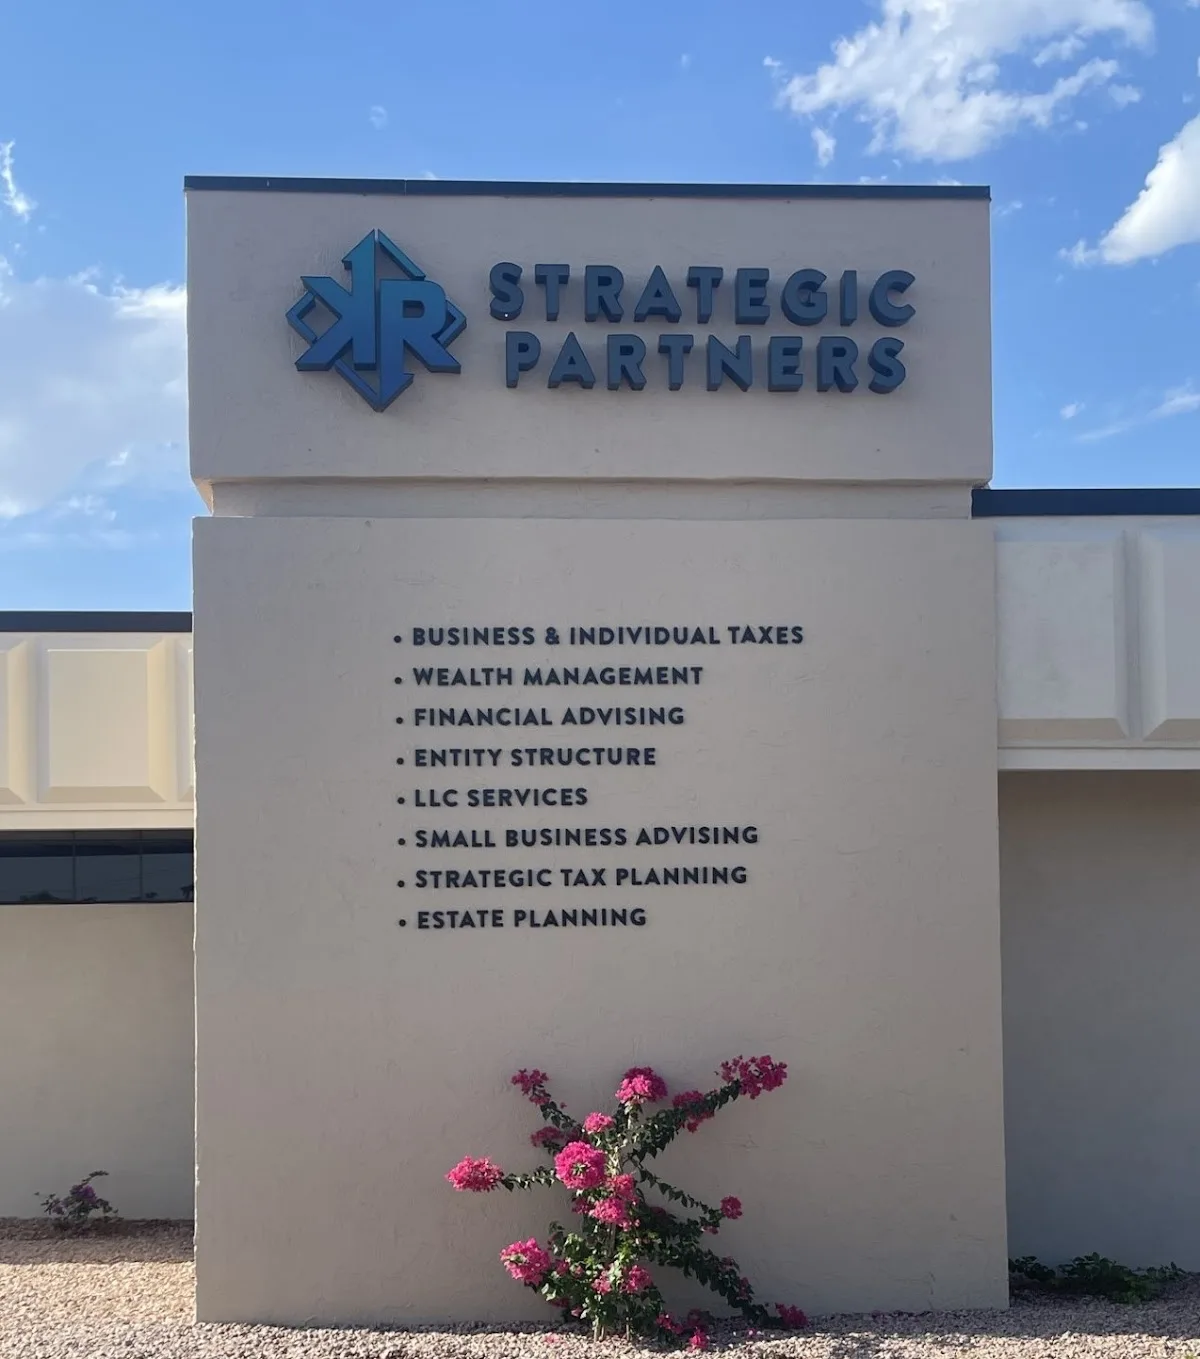 KR
STRATEGIC
PARTNERS
• BUSINESS & INDIVIDUAL TAXES
• WEALTH MANAGEMENT
• FINANCIAL ADVISING
• ENTITY STRUCTURE
• LLC SERVICES
• SMALL BUSINESS ADVISING
• STRATEGIC TAX PLANNING
• ESTATE PLANNING